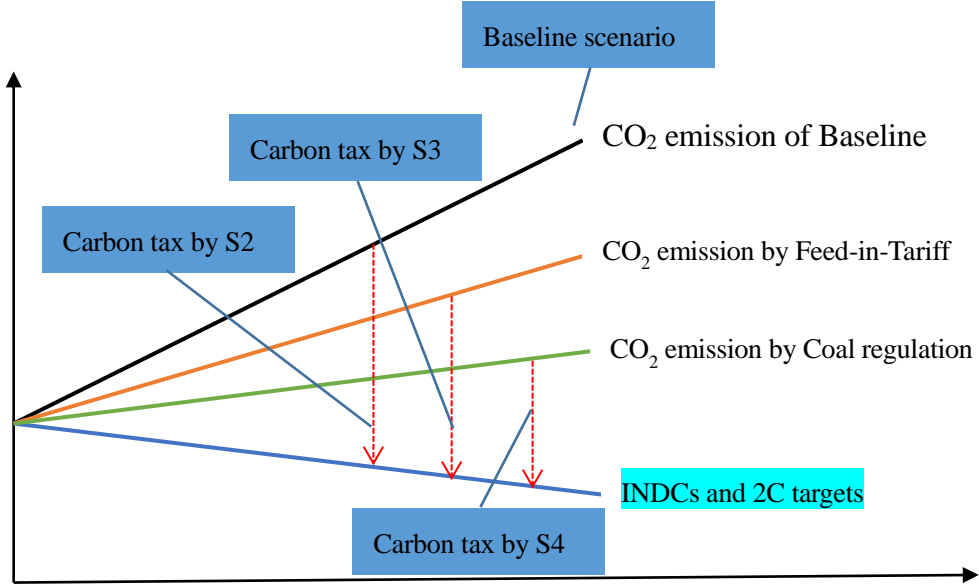 Baseline scenario
CO₂ emission of Baseline
Carbon tax by S3
Carbon tax by S2
CO₂ emission by Feed-in-Tariff
CO₂ emission by Coal regulation
INDCs and 2C targets
Carbon tax by S4